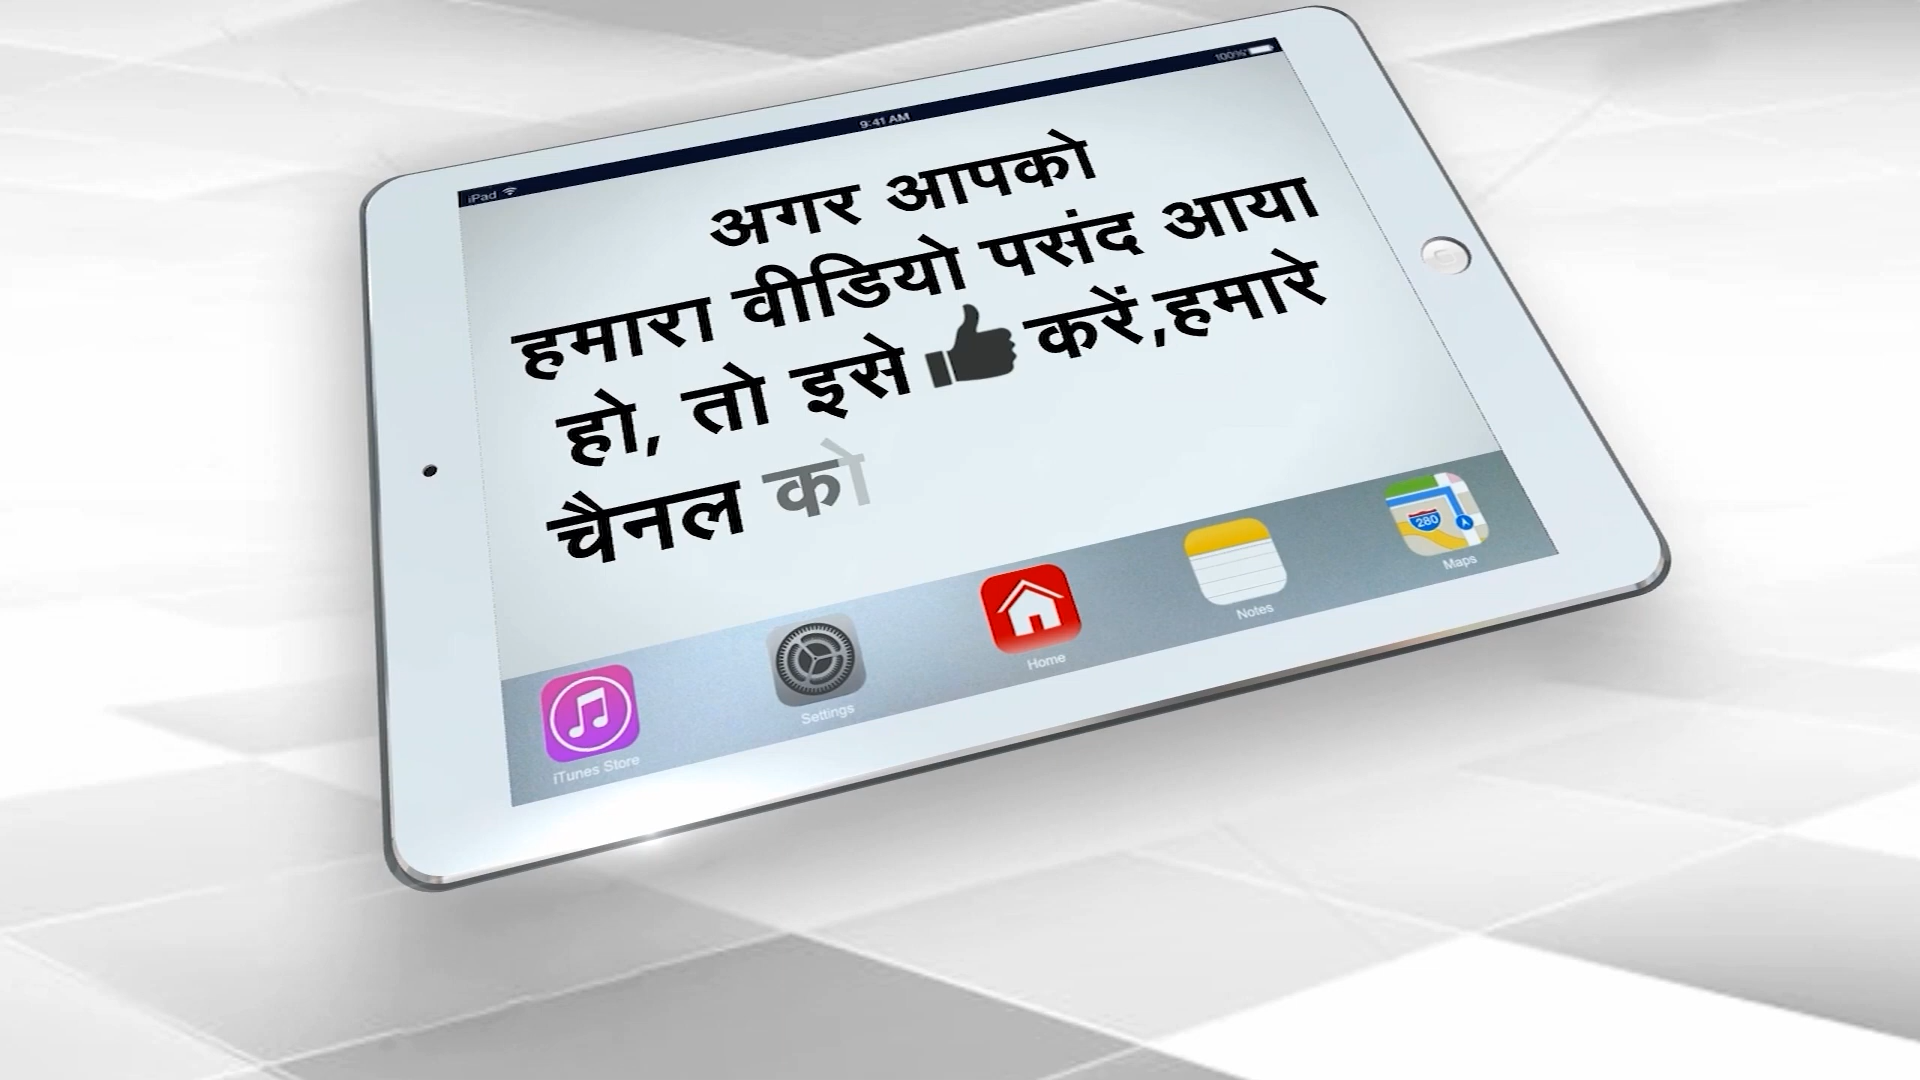 iPad
9:41 AM
100%
अगर आपको
हमारा वीडियो पसंद आया
हो, तो इसे करें,हमारे
चैनल को
iTunes Store
Settings
Home
Notes
280
Maps